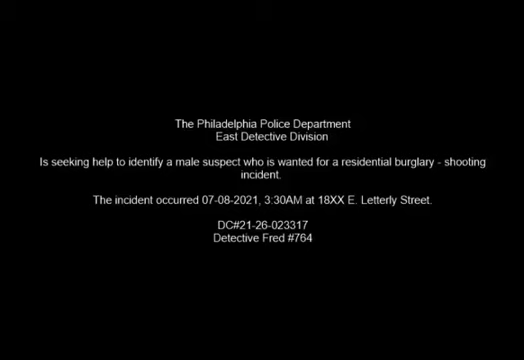 The Philadelphia Police Department
East Detective Division
Is seeking help to identify a male suspect who is wanted for a residential burglary - shooting
incident.
The incident occurred 07-08-2021, 3:30AM at 18XX E. Letterly Street.
DC#21-26-023317
Detective Fred #764